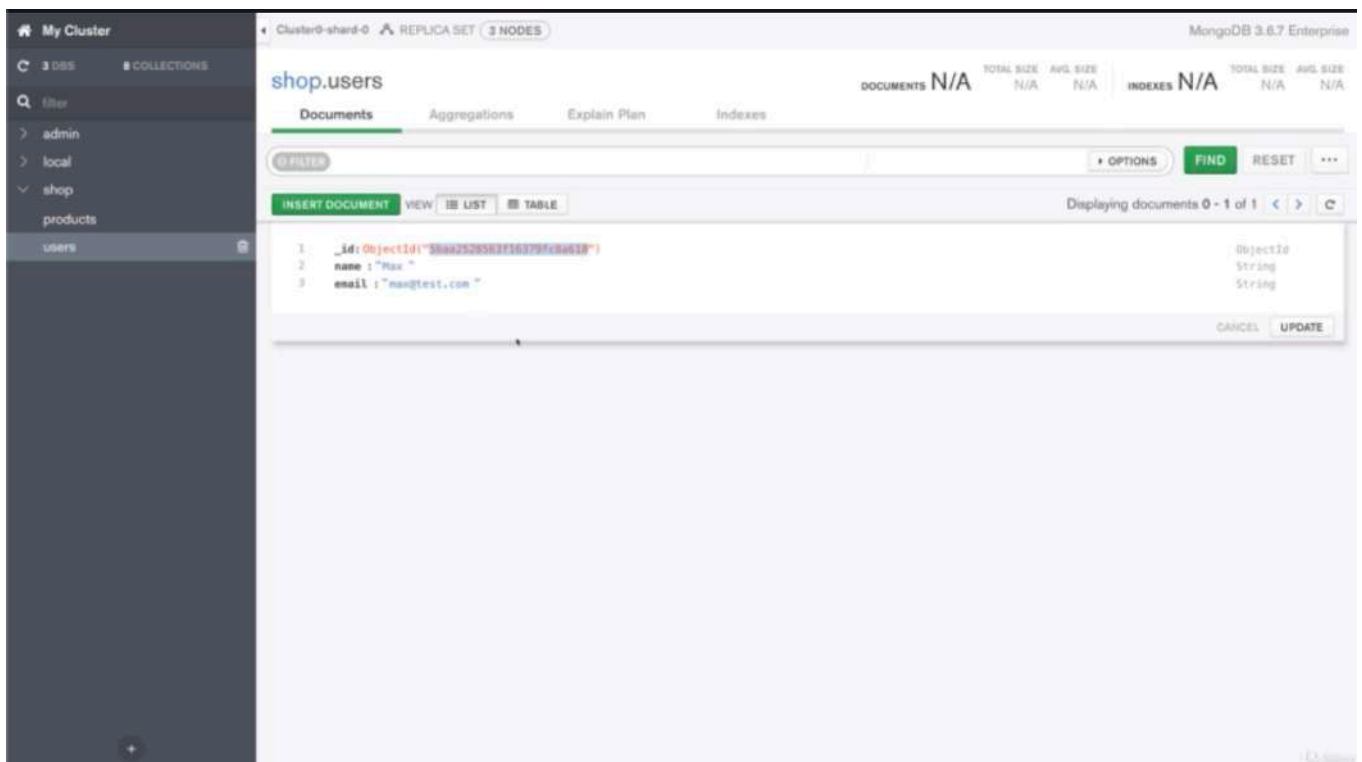 My Cluster
Cluster0-shard-0 REPLICA SET 3 NODES
MongoDB 3.6.7 Enterprise
3 DBS 8 COLLECTIONS
filter
admin
local
shop
products
users
shop.users
DOCUMENTS N/A TOTAL SIZE N/A AVG. SIZE N/A INDEXES N/A TOTAL SIZE N/A AVG. SIZE N/A
Documents Aggregations Explain Plan Indexes
FILTER OPTIONS FIND RESET ...
INSERT DOCUMENT VIEW LIST TABLE Displaying documents 0 - 1 of 1 < >
1 _id:ObjectId("5baa2528563f16379fc8a610") ObjectId
2 name :"Max " String
3 email :"max@test.com " String
CANCEL UPDATE
+